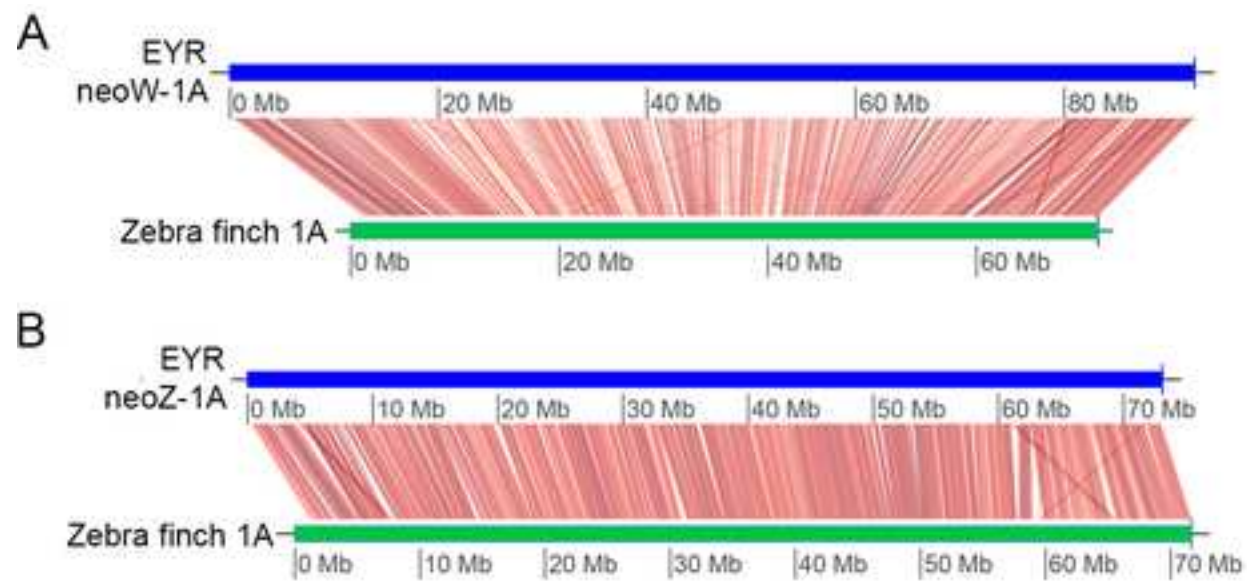 A
EYR
neoW-1A
0 Mb 20 Mb 40 Mb 60 Mb 80 Mb
Zebra finch 1A
0 Mb 20 Mb 40 Mb 60 Mb
B
EYR
neoZ-1A
0 Mb 10 Mb 20 Mb 30 Mb 40 Mb 50 Mb 60 Mb 70 Mb
Zebra finch 1A
0 Mb 10 Mb 20 Mb 30 Mb 40 Mb 50 Mb 60 Mb 70 Mb